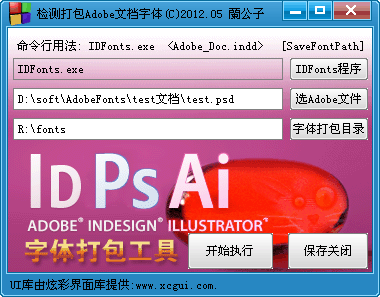 检测打包Adobe文档字体(C)2012.05 蘭公子
命令行用法: IDFonts.exe <Adobe_Doc.indd> [SaveFontPath]
IDFonts.exe IDFonts程序
D:\soft\AdobeFonts\test文档\test.psd 选Adobe文件
R:\fonts 字体打包目录
ID Ps Ai
ADOBE® INDESIGN® ILLUSTRATOR®
字体打包工具 开始执行 保存关闭
UI库由炫彩界面库提供:www.xcgui.com.